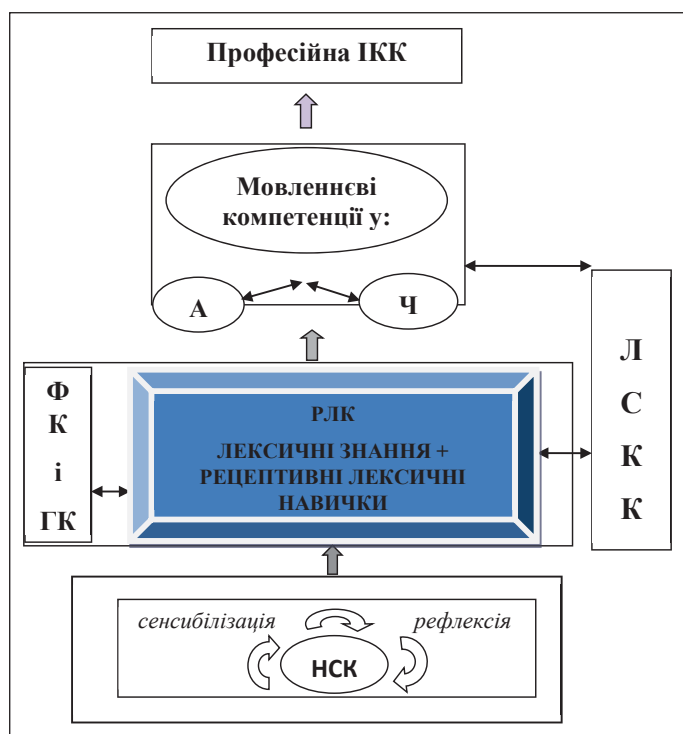 Професійна ІКК
Мовленнєві
компетенції у:
А
Ч
Ф
К
і
ГК
РЛК
ЛЕКСИЧНІ ЗНАННЯ +
РЕЦЕПТИВНІ ЛЕКСИЧНІ
НАВИЧКИ
Л
С
К
К
сенсибілізація
рефлексія
НСК